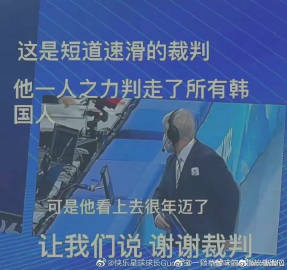 这是短道速滑的裁判
他一人之力判走了所有韩
国人
可是他看上去很年迈了
让我们说 谢谢裁判